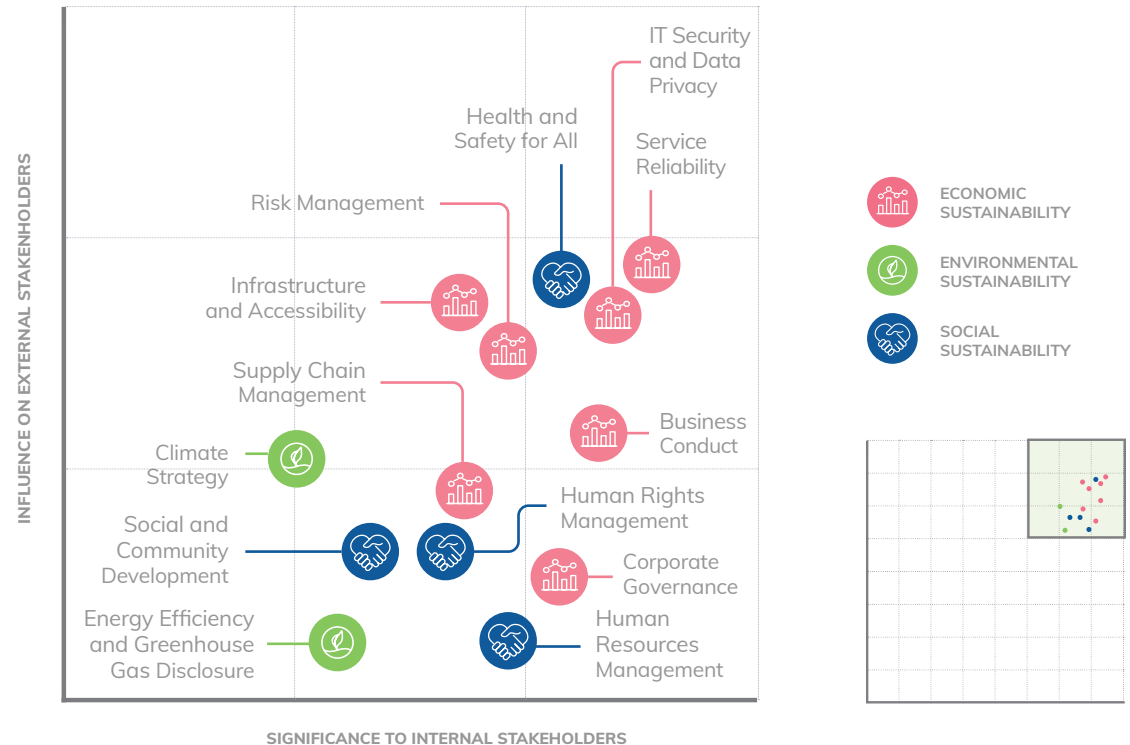 IT Security
and Data
Privacy
Health and
Safety for All
Service
Reliability
Risk Management
Infrastructure
and Accessibility
Supply Chain
Management
Business
Conduct
Climate
Strategy
Human Rights
Management
Social and
Community
Development
Corporate
Governance
Energy Efficiency
and Greenhouse
Gas Disclosure
Human
Resources
Management
INFLUENCE ON EXTERNAL STAKENHOLDERS
SIGNIFICANCE TO INTERNAL STAKEHOLDERS
ECONOMIC
SUSTAINABILITY
ENVIRONMENTAL
SUSTAINABILITY
SOCIAL
SUSTAINABILITY